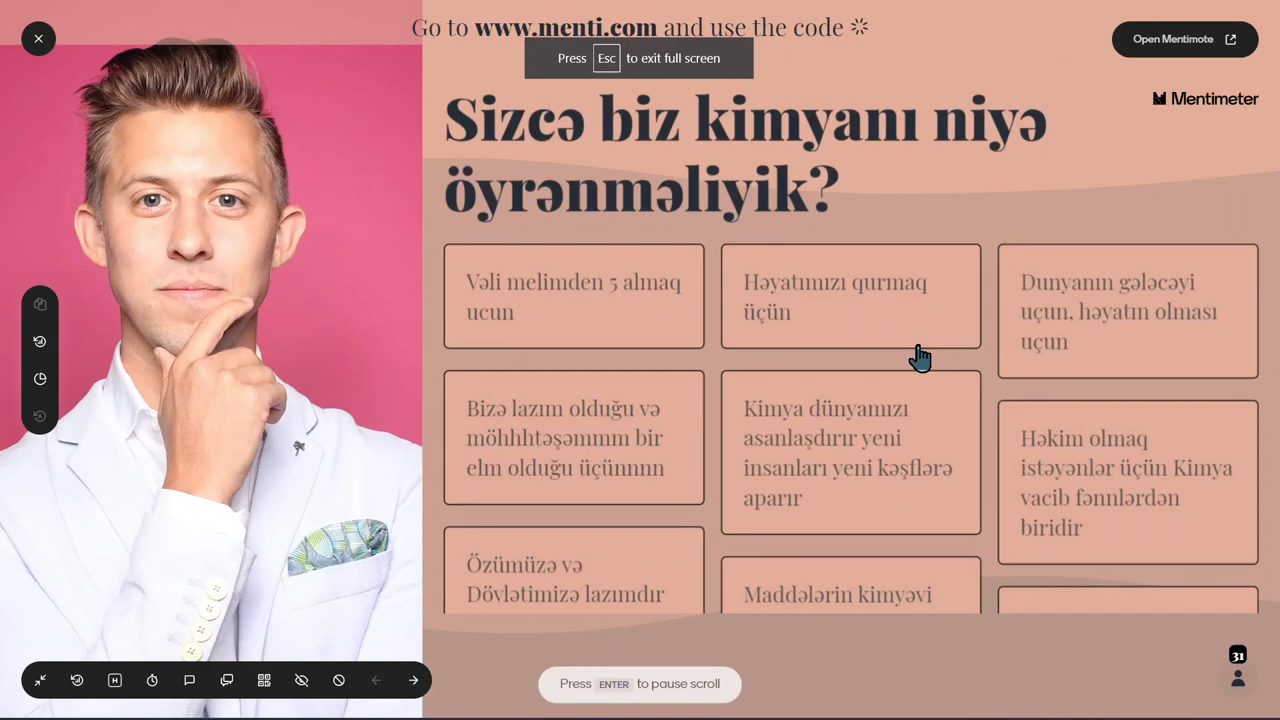 Go to www.menti.com and use the code
Press Esc to exit full screen
Open Mentimote
Mentimeter
Sizcə biz kimyanı niyə
öyrənməliyik?
Vəli melimden 5 almaq
ucun
Həyatımızı qurmaq
üçün
Dunyanın gələcəyi
uçun, həyatın olması
uçun
Bizə lazım olduğu və
möhhhtəşəmmm bir
elm olduğu üçünnnn
Kimya dünyamızı
asanlaşdırır yeni
insanları yeni kəşflərə
aparır
Həkim olmaq
istəyənlər üçün Kimya
vacib fənnlərdən
biridir
Özümüzə və
Dövlətimizə lazımdır
Maddələrin kimyəvi
31
Press ENTER to pause scroll
H